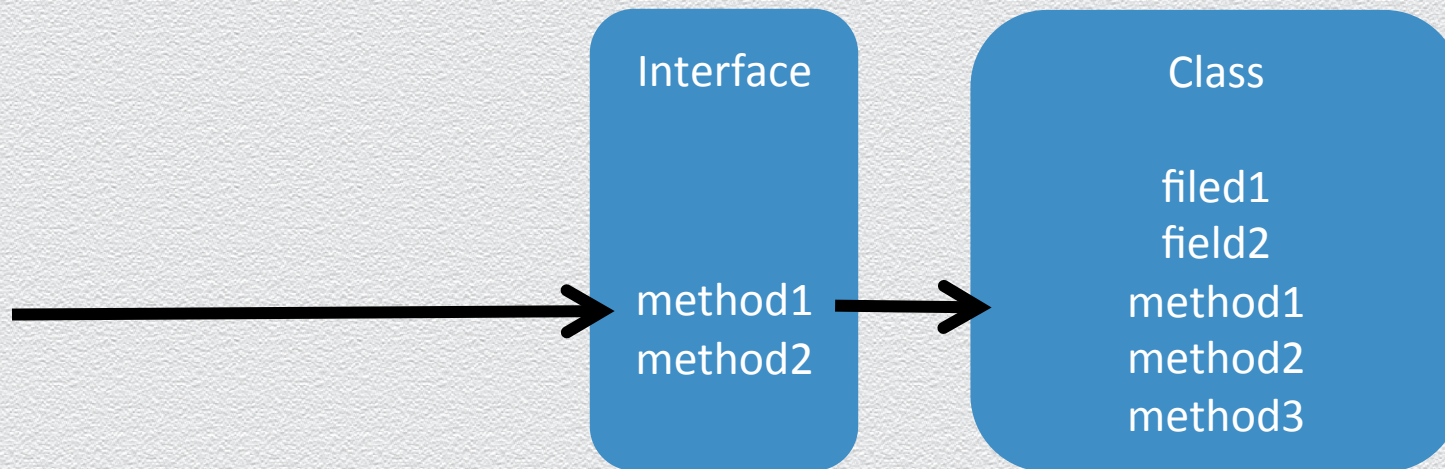 Interface
method1
method2
Class
filed1
field2
method1
method2
method3